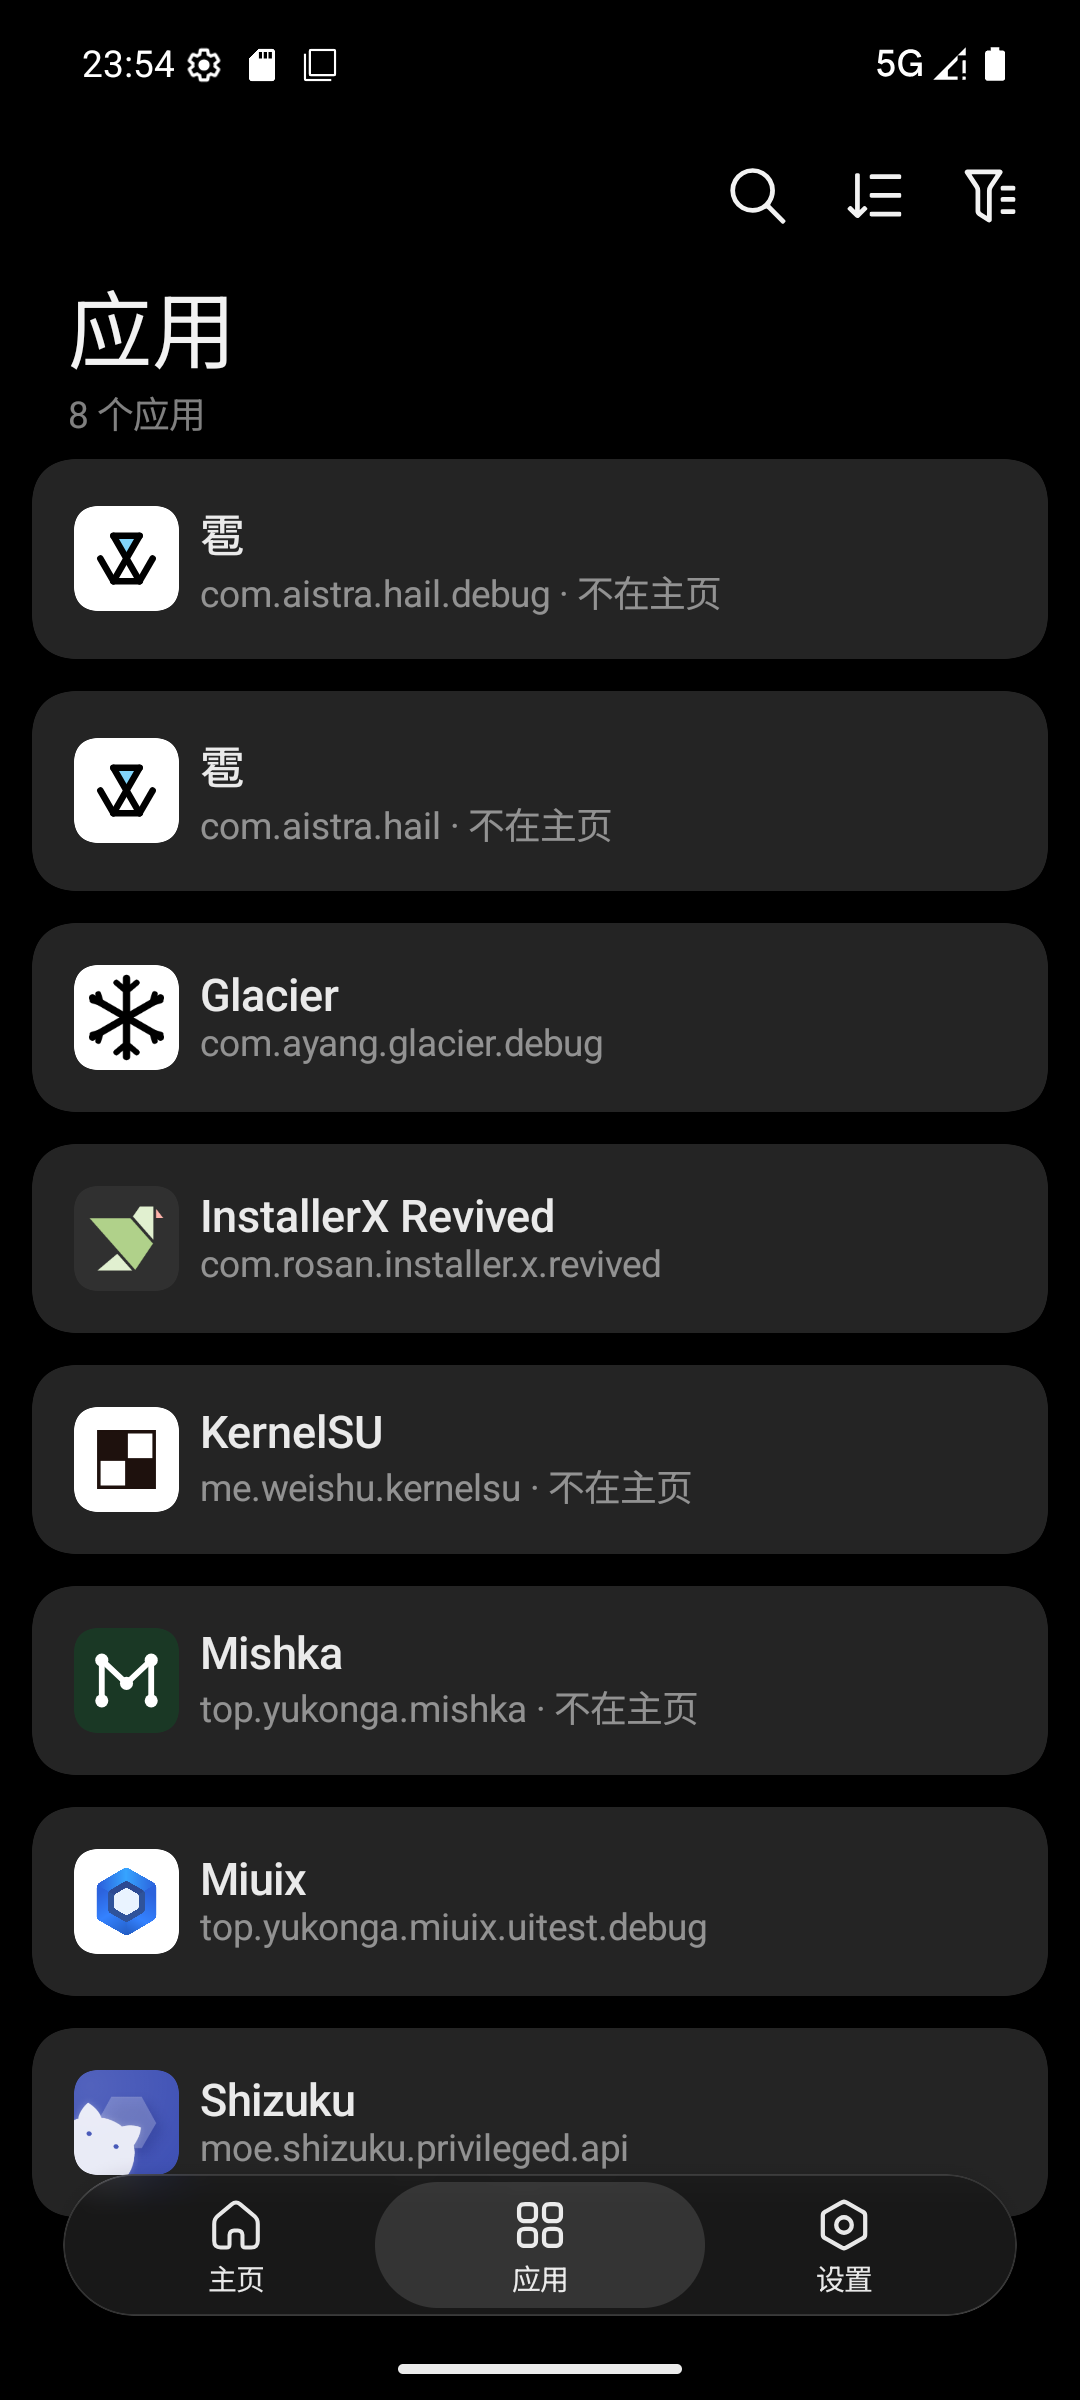 23:54
5G
应用
8 个应用
雹
com.aistra.hail.debug · 不在主页
雹
com.aistra.hail · 不在主页
Glacier
com.ayang.glacier.debug
InstallerX Revived
com.rosan.installer.x.revived
KernelSU
me.weishu.kernelsu · 不在主页
Mishka
top.yukonga.mishka · 不在主页
Miuix
top.yukonga.miuix.uitest.debug
Shizuku
moe.shizuku.privileged.api
主页
应用
设置